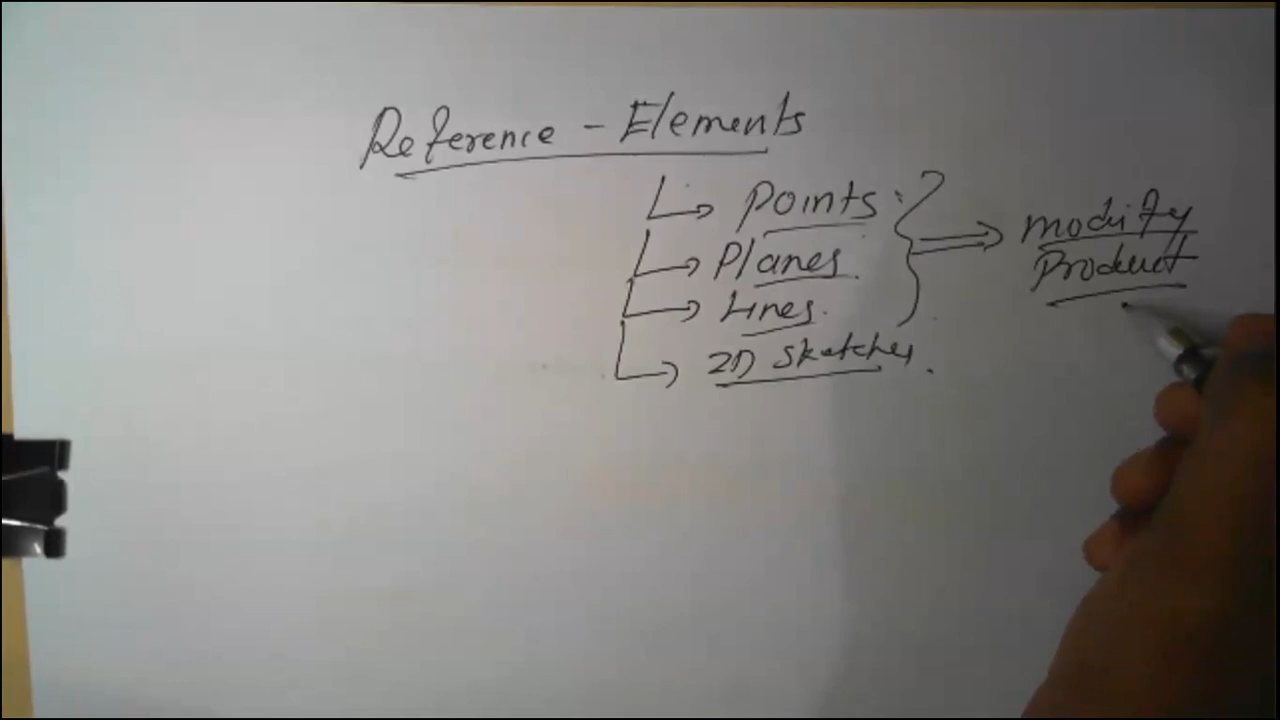 Reference - Elements
Points
Planes
Lines
2D Sketches.
modify
Product